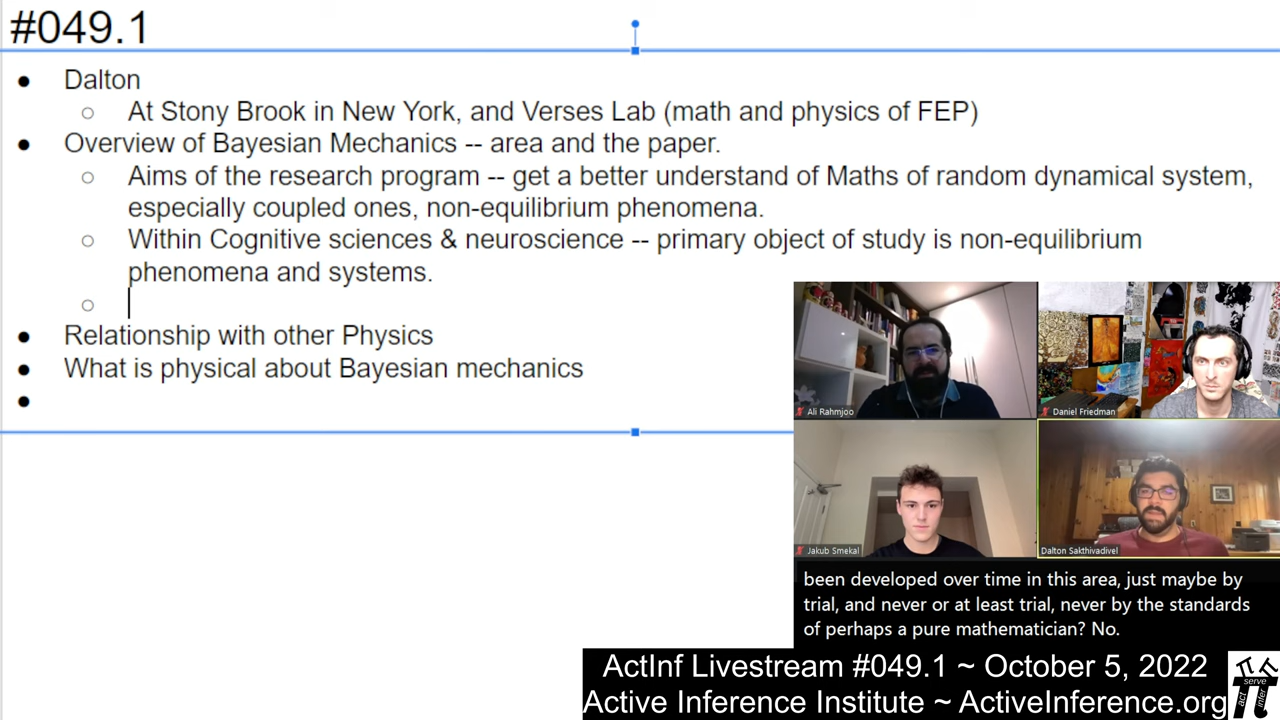 #049.1
● Dalton
○ At Stony Brook in New York, and Verses Lab (math and physics of FEP)
● Overview of Bayesian Mechanics -- area and the paper.
○ Aims of the research program -- get a better understand of Maths of random dynamical system,
especially coupled ones, non-equilibrium phenomena.
○ Within Cognitive sciences & neuroscience -- primary object of study is non-equilibrium
phenomena and systems.
○
● Relationship with other Physics
● What is physical about Bayesian mechanics
●
Ali Rahmjoo
Daniel Friedman
Jakub Smekal
Dalton Sakthivadivel
been developed over time in this area, just maybe by
trial, and never or at least trial, never by the standards
of perhaps a pure mathematician? No.
ActInf Livestream #049.1 ~ October 5, 2022
Active Inference Institute ~ ActiveInference.org
serve
act
infer